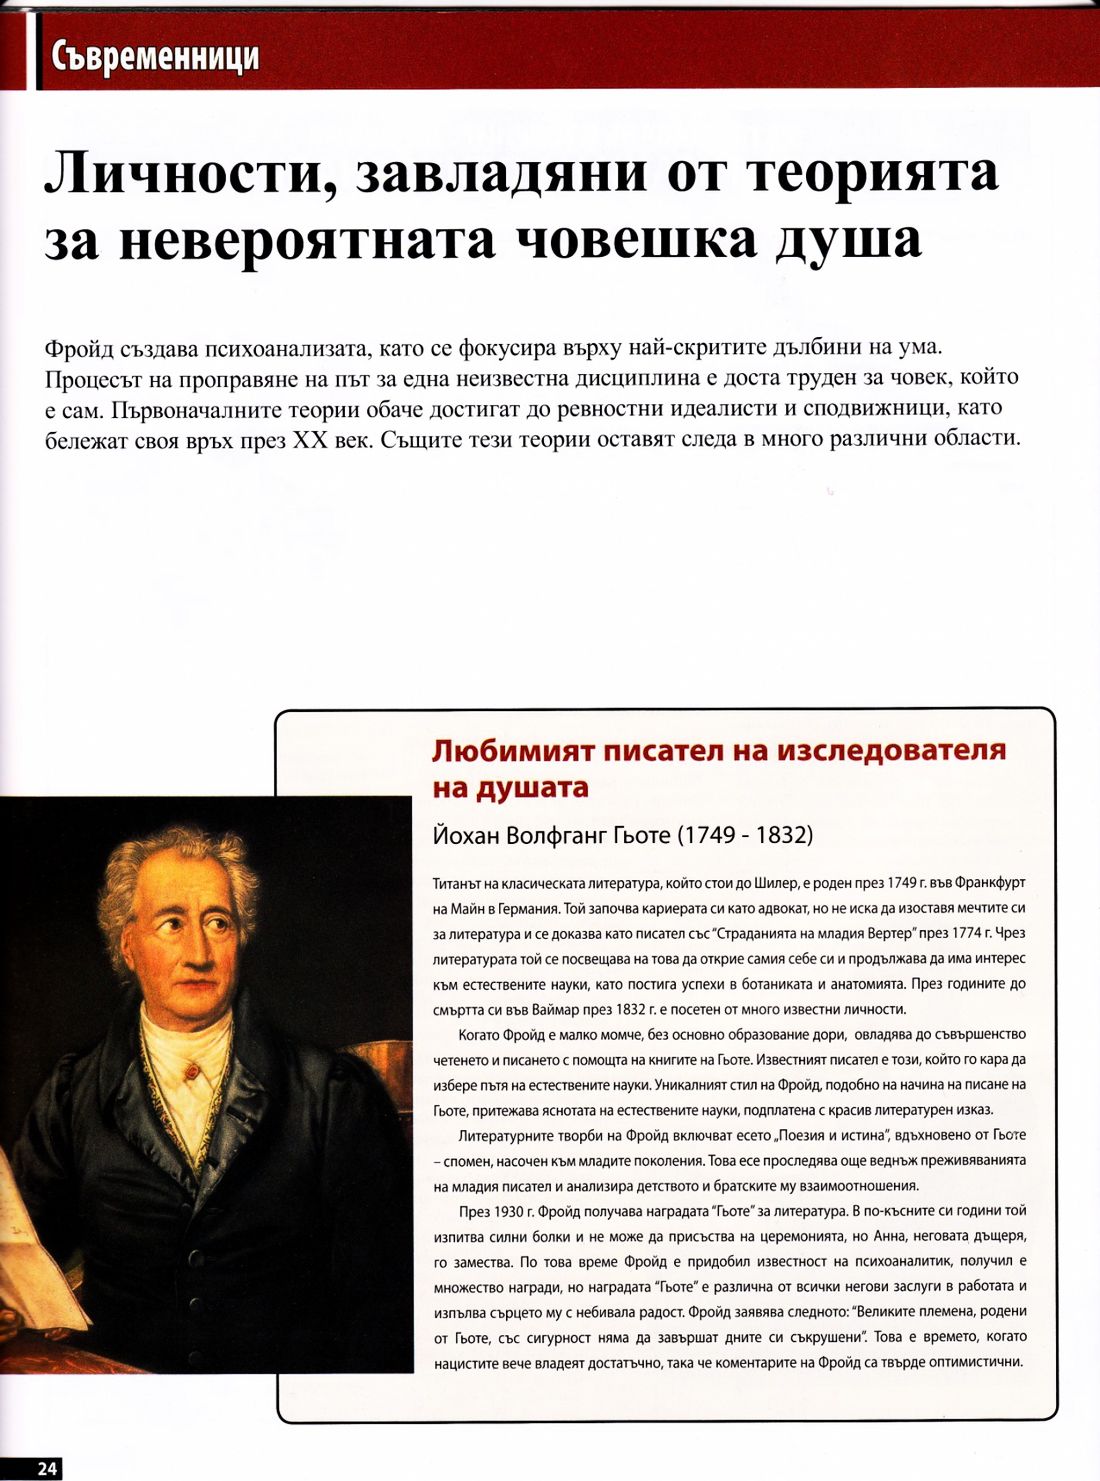 Съвременници
Личности, завладяни от теорията
за невероятната човешка душа
Фройд създава психоанализата, като се фокусира върху най-скритите дълбини на ума.
Процесът на проправяне на път за една неизвестна дисциплина е доста труден за човек, който
е сам. Първоначалните теории обаче достигат до ревностни идеалисти и сподвижници, като
бележат своя връх през XX век. Същите тези теории оставят следа в много различни области.
Любимият писател на изследователя
на душата
Йохан Волфганг Гьоте (1749 - 1832)
Титанът на класическата литература, който стои до Шилер, е роден през 1749 г. във Франкфурт
на Майн в Германия. Той започва кариерата си като адвокат, но не иска да изоставя мечтите си
за литература и се доказва като писател със "Страданията на младия Вертер" през 1774 г. Чрез
литературата той се посвещава на това да открие самия себе си и продължава да има интерес
към естествените науки, като постига успехи в ботаниката и анатомията. През годините до
смъртта си във Ваймар през 1832 г. е посетен от много известни личности.
Когато Фройд е малко момче, без основно образование дори, овладява до съвършенство
четенето и писането с помощта на книгите на Гьоте. Известният писател е този, който го кара да
избере пътя на естествените науки. Уникалният стил на Фройд, подобно на начина на писане на
Гьоте, притежава яснотата на естествените науки, подплатена с красив литературен изказ.
Литературните творби на Фройд включват есето „Поезия и истина", вдъхновено от Гьоте
– спомен, насочен към младите поколения. Това есе проследява още веднъж преживяванията
на младия писател и анализира детството и братските му взаимоотношения.
През 1930 г. Фройд получава наградата "Гьоте" за литература. В по-късните си години той
изпитва силни болки и не може да присъства на церемонията, но Анна, неговата дъщеря,
го замества. По това време Фройд е придобил известност на психоаналитик, получил е
множество награди, но наградата "Гьоте" е различна от всички негови заслуги в работата и
изпълва сърцето му с небивала радост. Фройд заявява следното: "Великите племена, родени
от Гьоте, със сигурност няма да завършат дните си съкрушени". Това е времето, когато
нацистите вече владеят достатъчно, така че коментарите на Фройд са твърде оптимистични.
24